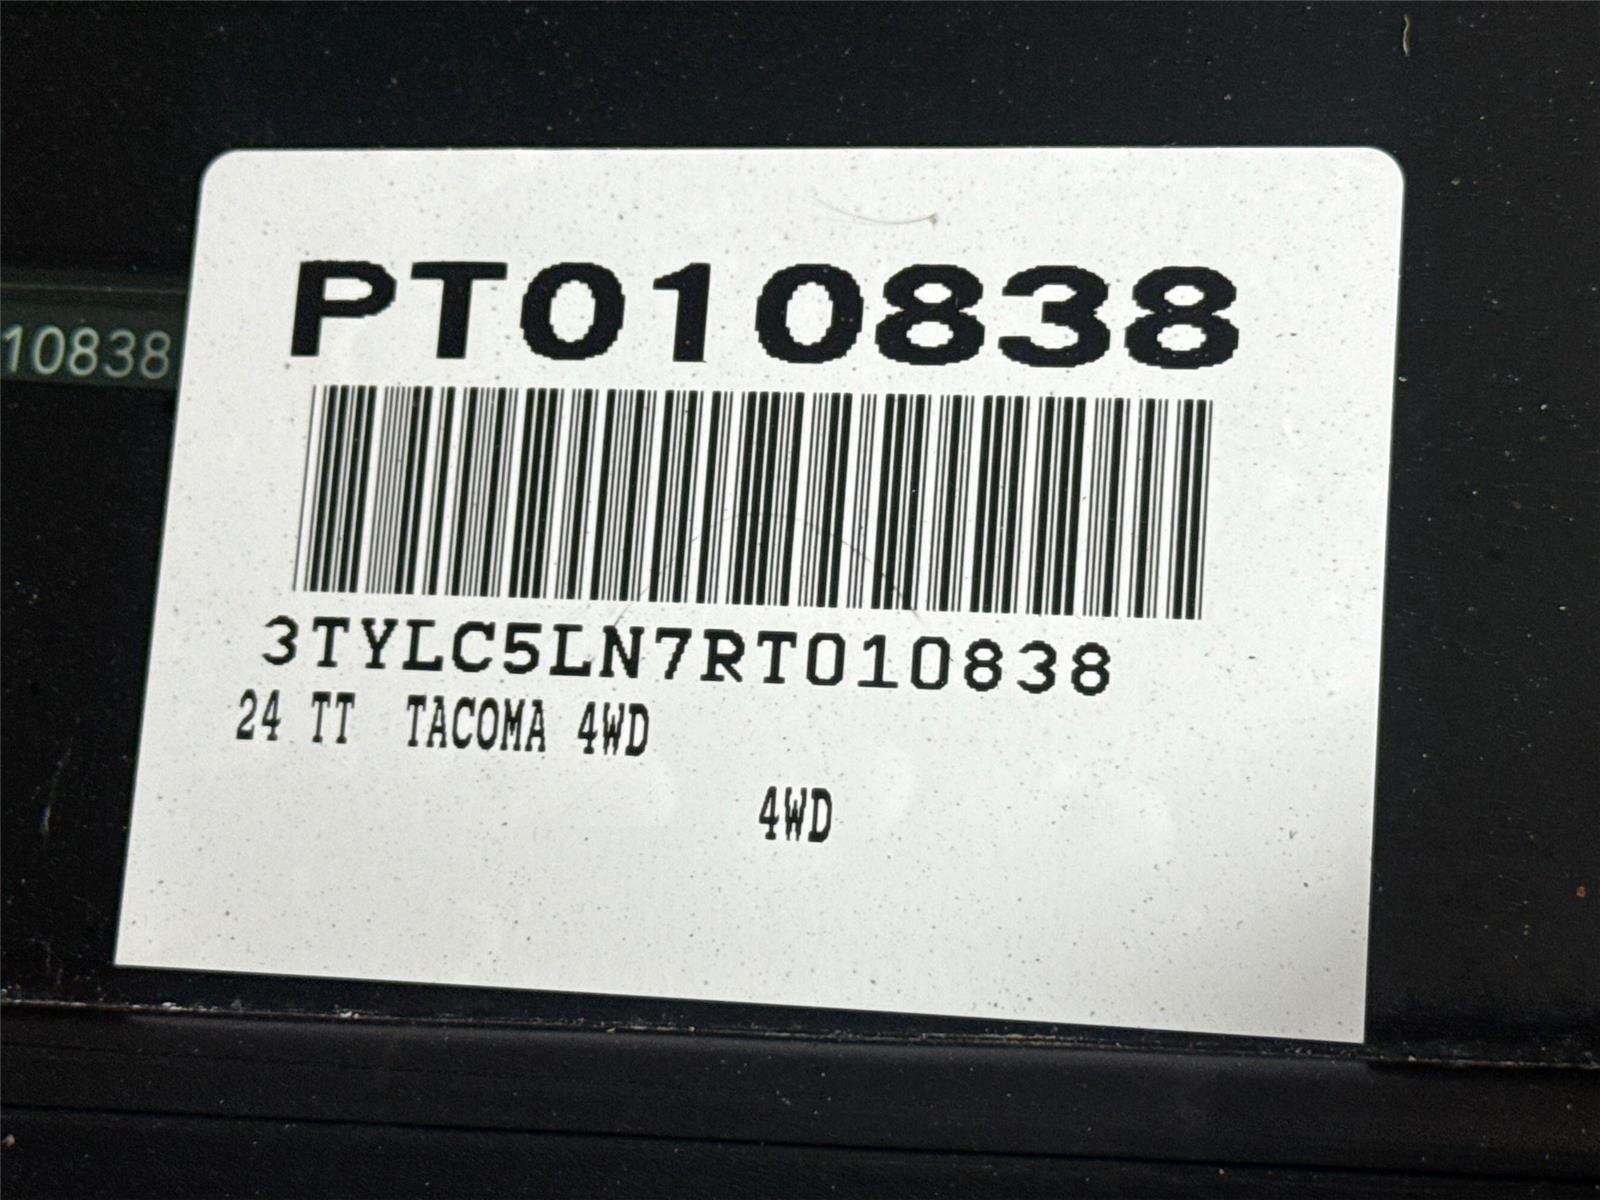 PT010838
10838
3TYLC5LN7RT010838
24 TT TACOMA 4WD
4WD